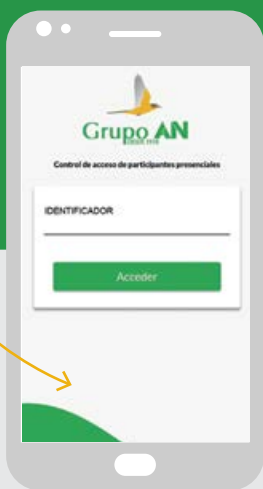 Grupo AN
Control de acceso de participantes presenciales
IDENTIFICADOR
Acceder